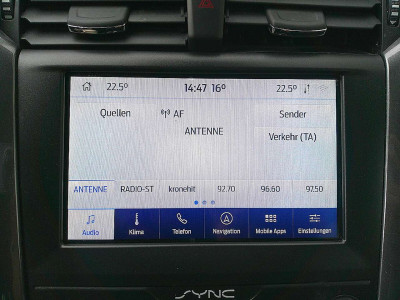 22.5° 14:47 16° 22.5°
Quellen AF Sender
ANTENNE Verkehr (TA)
ANTENNE RADIO-ST kronehit 92.70 96.60 97.50
Audio Klima Telefon Navigation Mobile Apps Einstellungen
SYNC